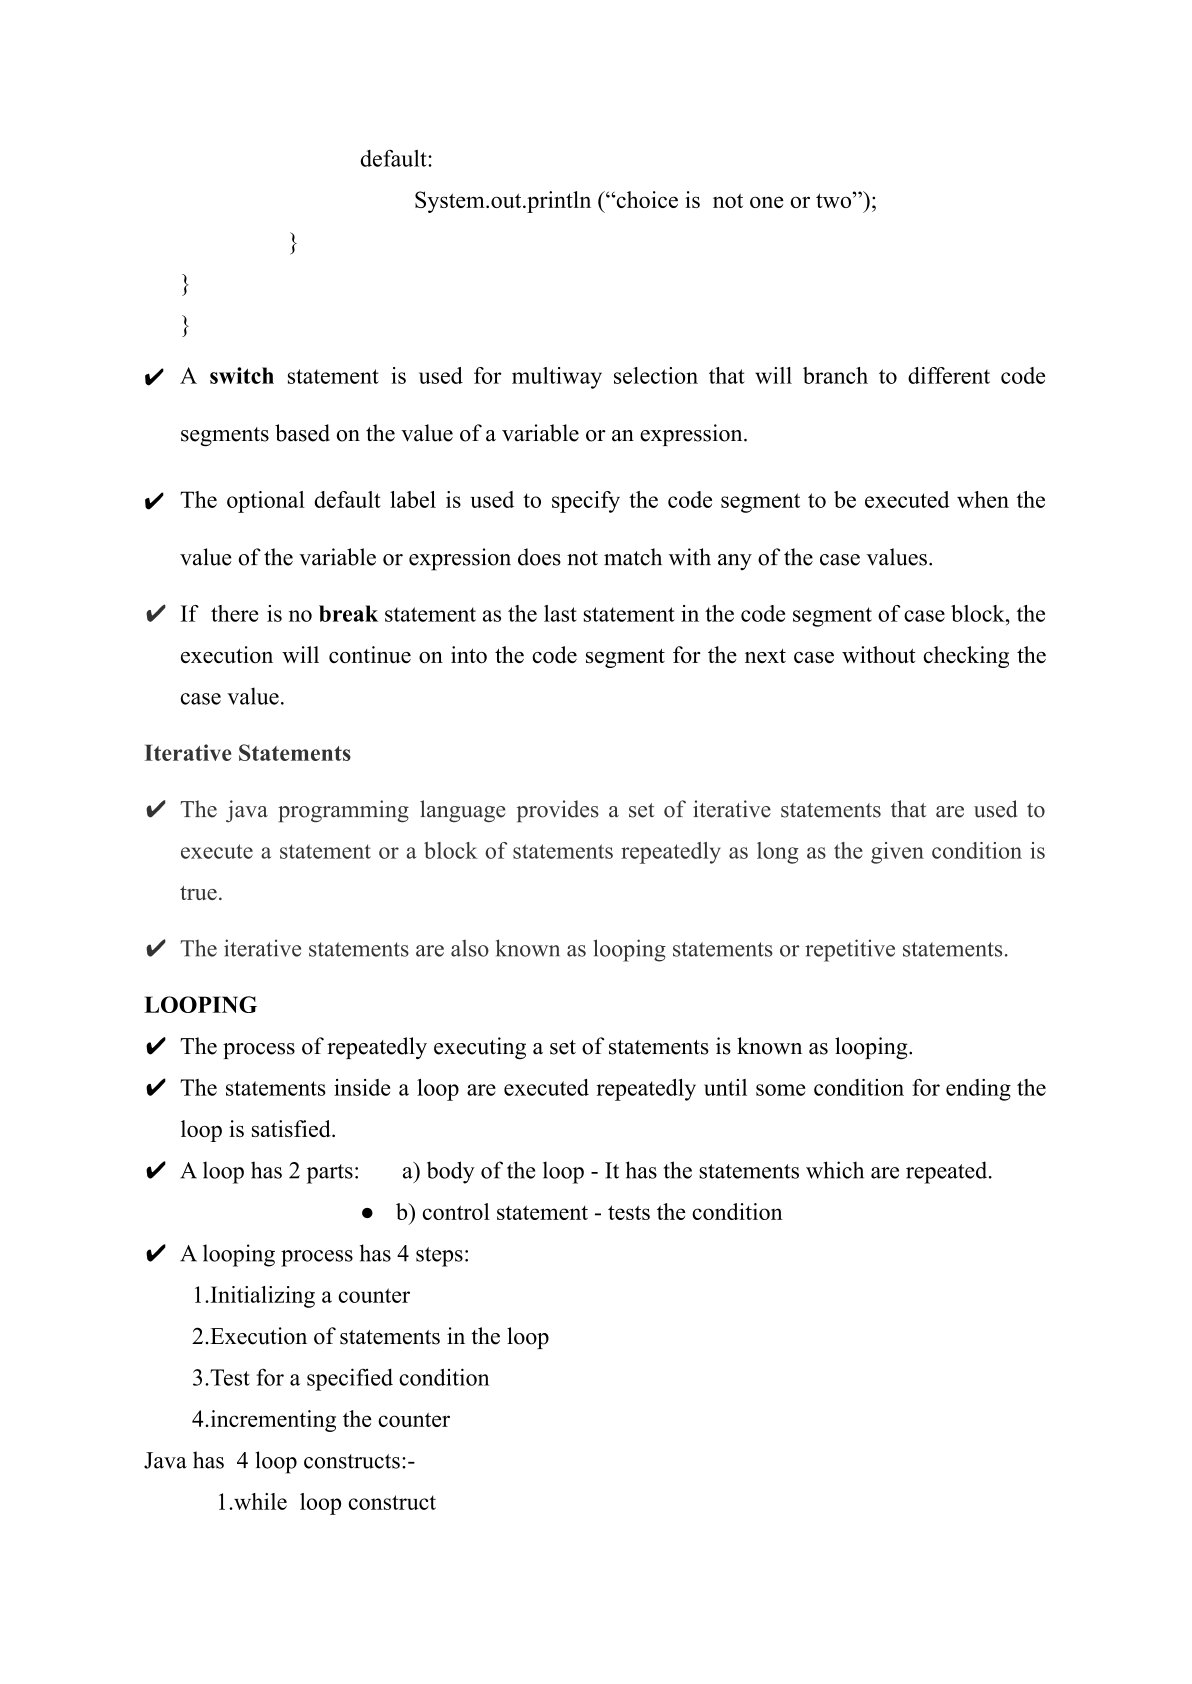 default:
System.out.println (“choice is  not one or two”);
}
}
}
✔ A switch statement is used for multiway selection that will branch to different code
segments based on the value of a variable or an expression.
✔ The optional default label is used to specify the code segment to be executed when the
value of the variable or expression does not match with any of the case values.
✔ If  there is no break statement as the last statement in the code segment of case block, the
execution will continue on into the code segment for the next case without checking the
case value.
Iterative Statements
✔ The java programming language provides a set of iterative statements that are used to
execute a statement or a block of statements repeatedly as long as the given condition is
true.
✔ The iterative statements are also known as looping statements or repetitive statements.
LOOPING
✔ The process of repeatedly executing a set of statements is known as looping.
✔ The statements inside a loop are executed repeatedly until some condition for ending the
loop is satisfied.
✔ A loop has 2 parts:      a) body of the loop - It has the statements which are repeated.
● b) control statement - tests the condition
✔ A looping process has 4 steps:
1.Initializing a counter
2.Execution of statements in the loop
3.Test for a specified condition
4.incrementing the counter
Java has  4 loop constructs:-
1.while  loop construct